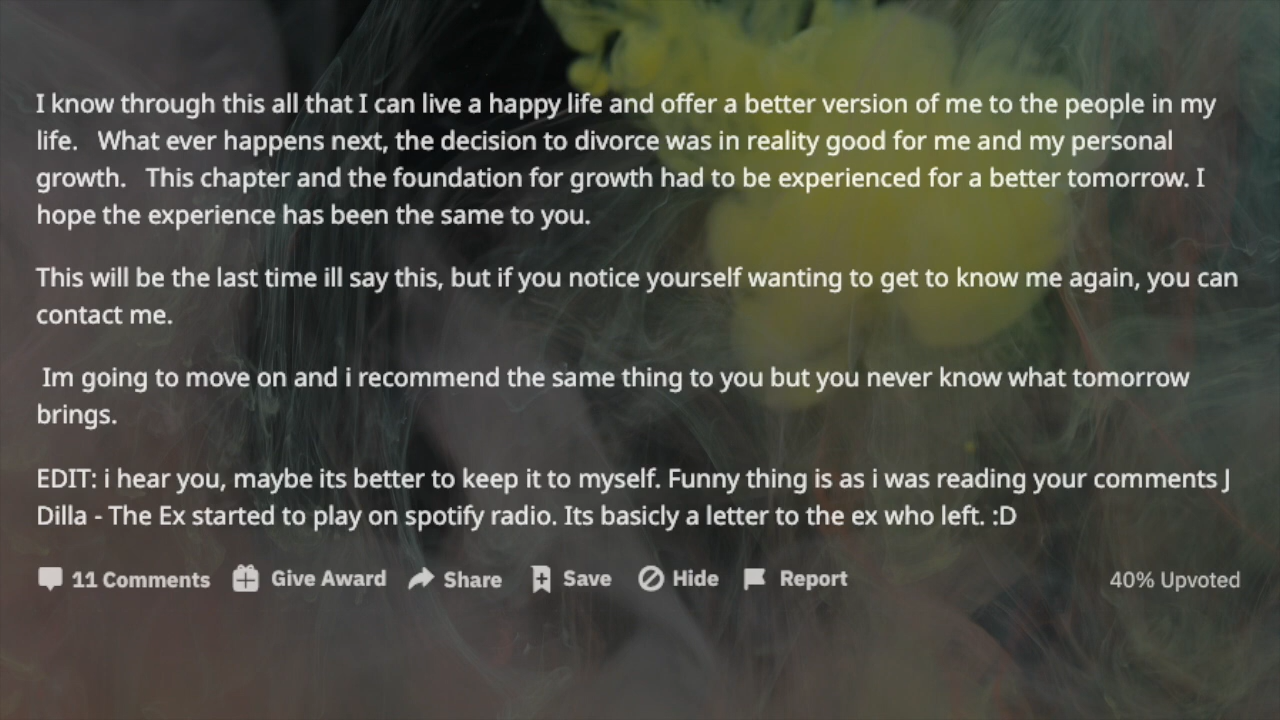 I know through this all that I can live a happy life and offer a better version of me to the people in my
life.   What ever happens next, the decision to divorce was in reality good for me and my personal
growth.   This chapter and the foundation for growth had to be experienced for a better tomorrow. I
hope the experience has been the same to you.
This will be the last time ill say this, but if you notice yourself wanting to get to know me again, you can
contact me.
Im going to move on and i recommend the same thing to you but you never know what tomorrow
brings.
EDIT: i hear you, maybe its better to keep it to myself. Funny thing is as i was reading your comments J
Dilla - The Ex started to play on spotify radio. Its basicly a letter to the ex who left. :D
11 Comments Give Award Share Save Hide Report 40% Upvoted